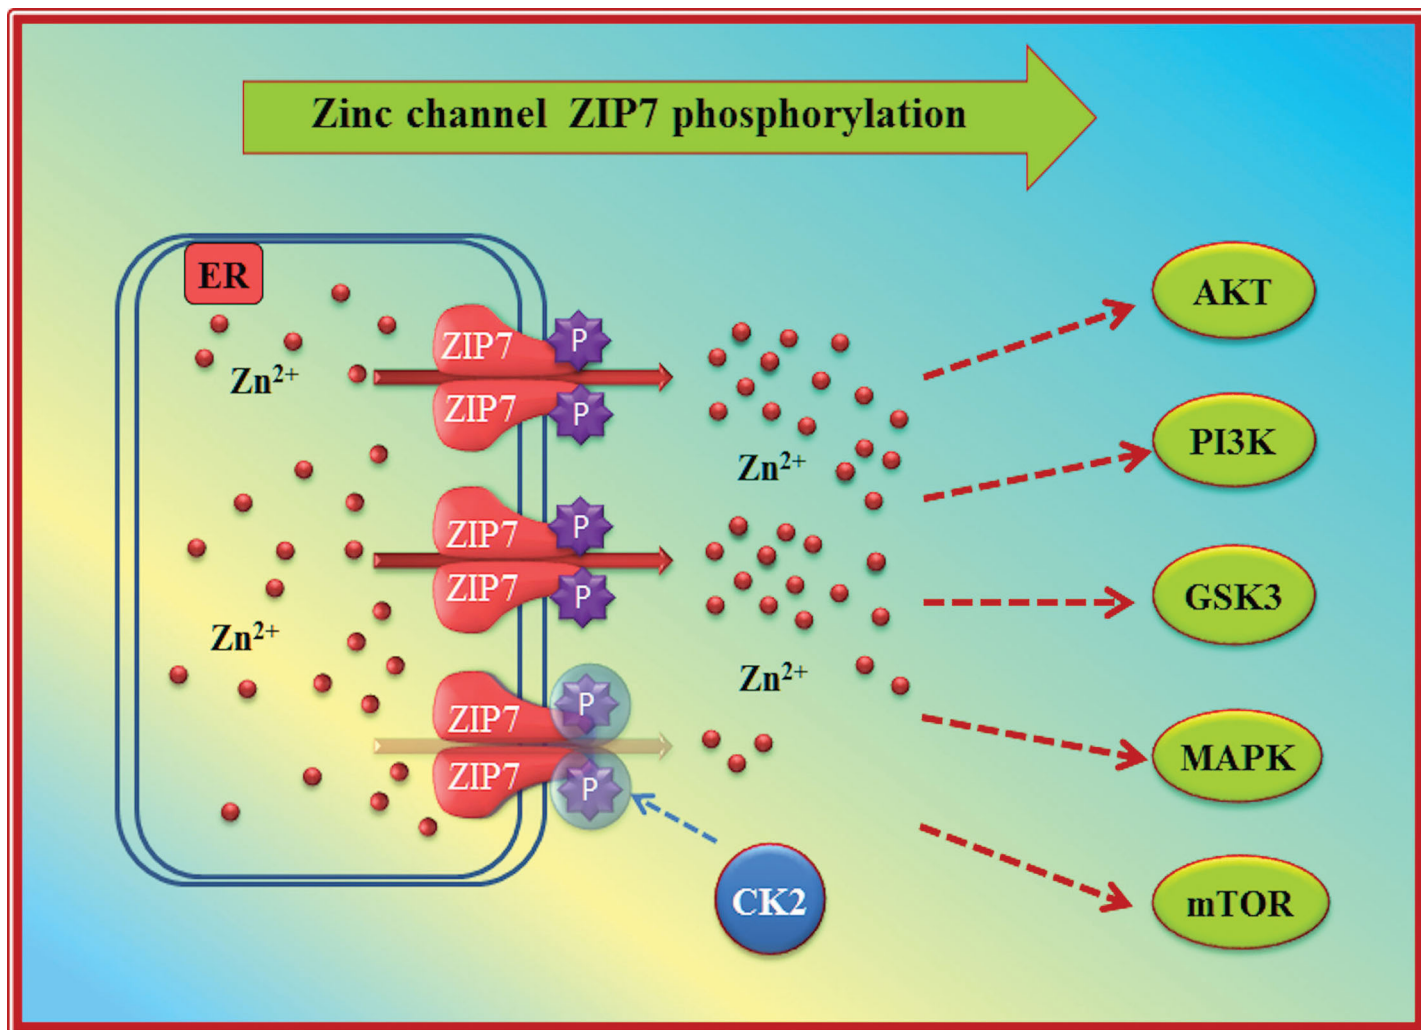 Zinc channel ZIP7 phosphorylation
ER
Zn²⁺
ZIP7
P
ZIP7
P
Zn²⁺
AKT
PI3K
ZIP7
P
ZIP7
P
Zn²⁺
Zn²⁺
GSK3
ZIP7
P
ZIP7
P
MAPK
CK2
mTOR